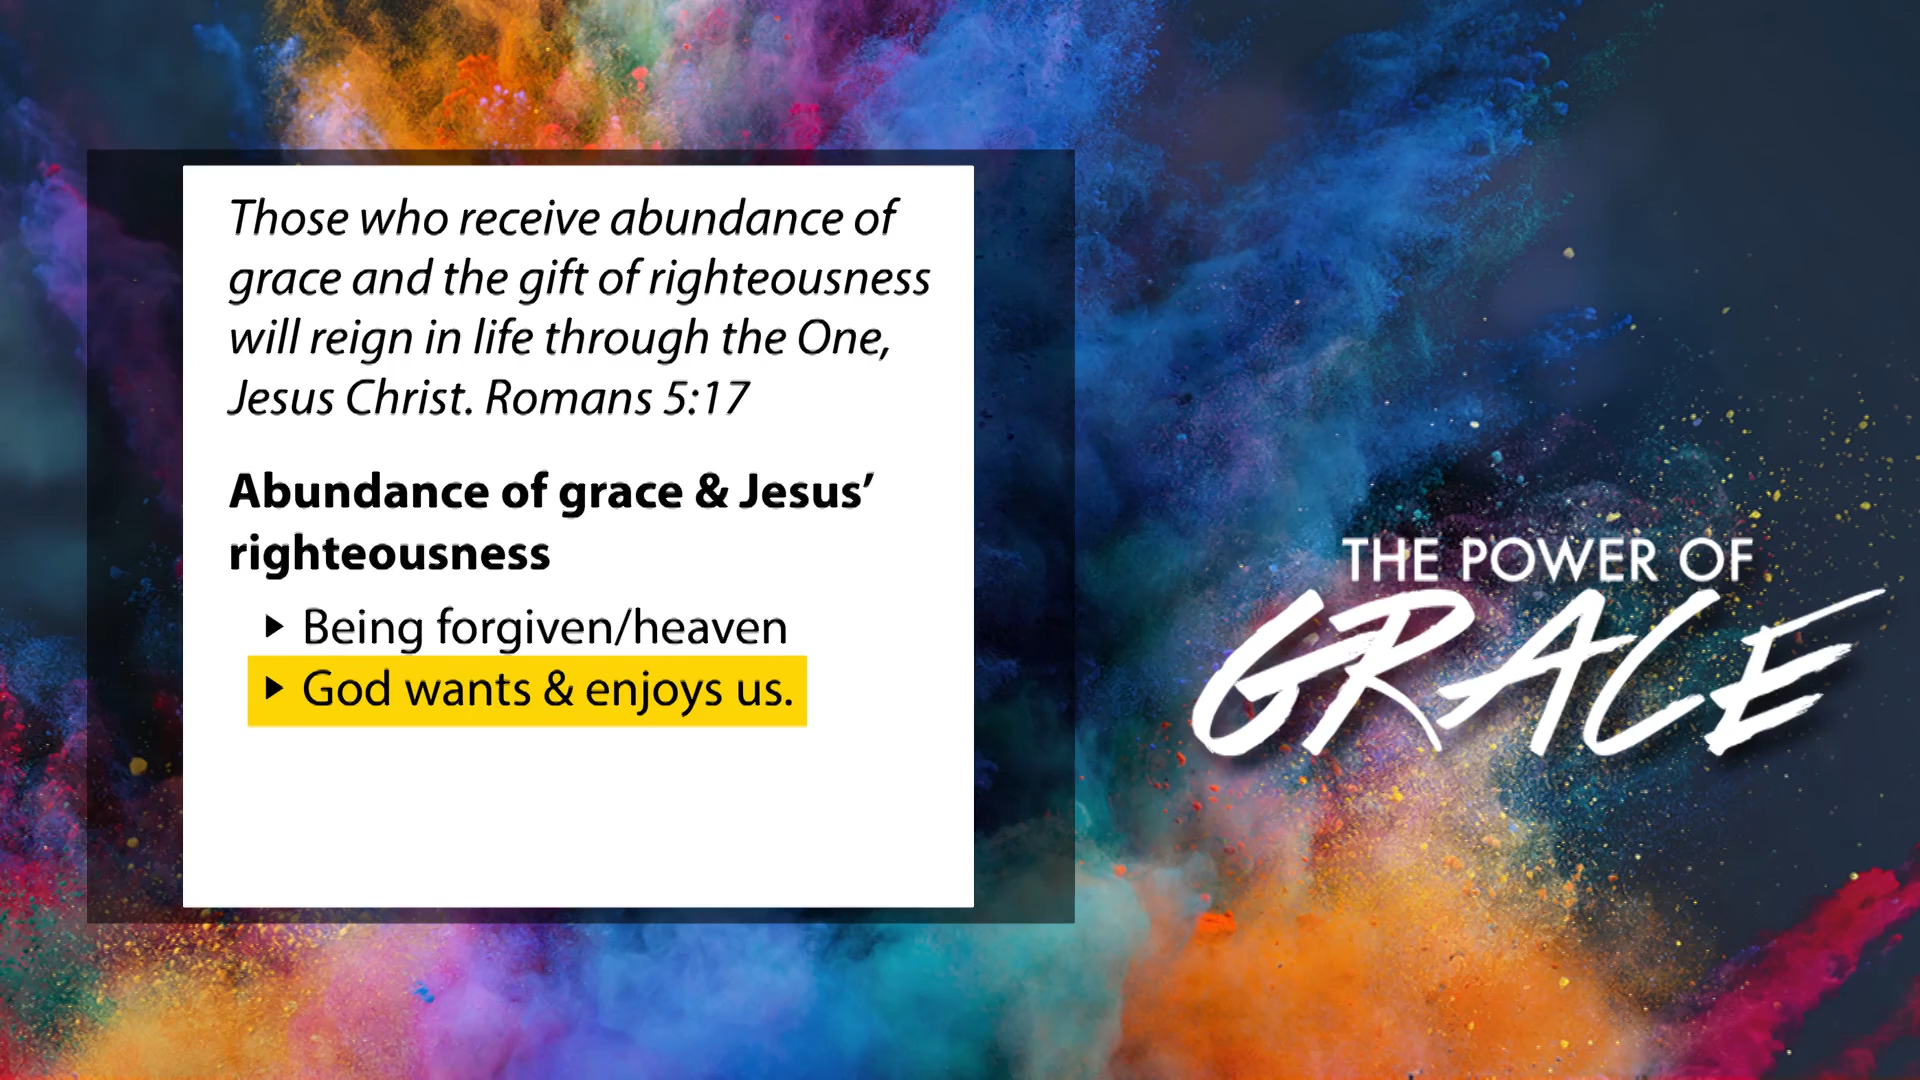 Those who receive abundance of
grace and the gift of righteousness
will reign in life through the One,
Jesus Christ. Romans 5:17
Abundance of grace & Jesus’
righteousness
▶ Being forgiven/heaven
▶ God wants & enjoys us.
THE POWER OF
GRACE